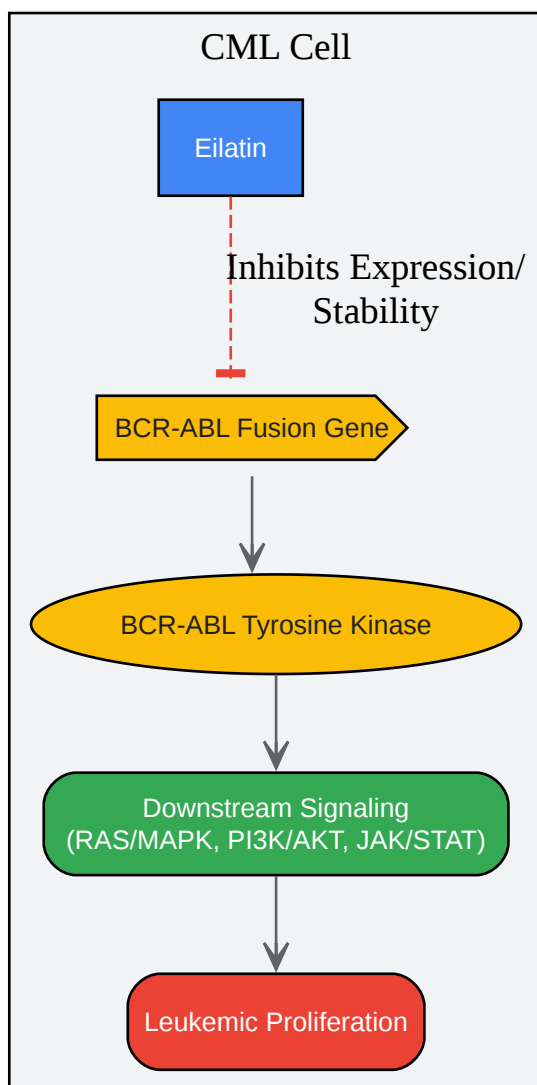 CML Cell
Eilatin
Inhibits Expression/
Stability
BCR-ABL Fusion Gene
BCR-ABL Tyrosine Kinase
Downstream Signaling
(RAS/MAPK, PI3K/AKT, JAK/STAT)
Leukemic Proliferation